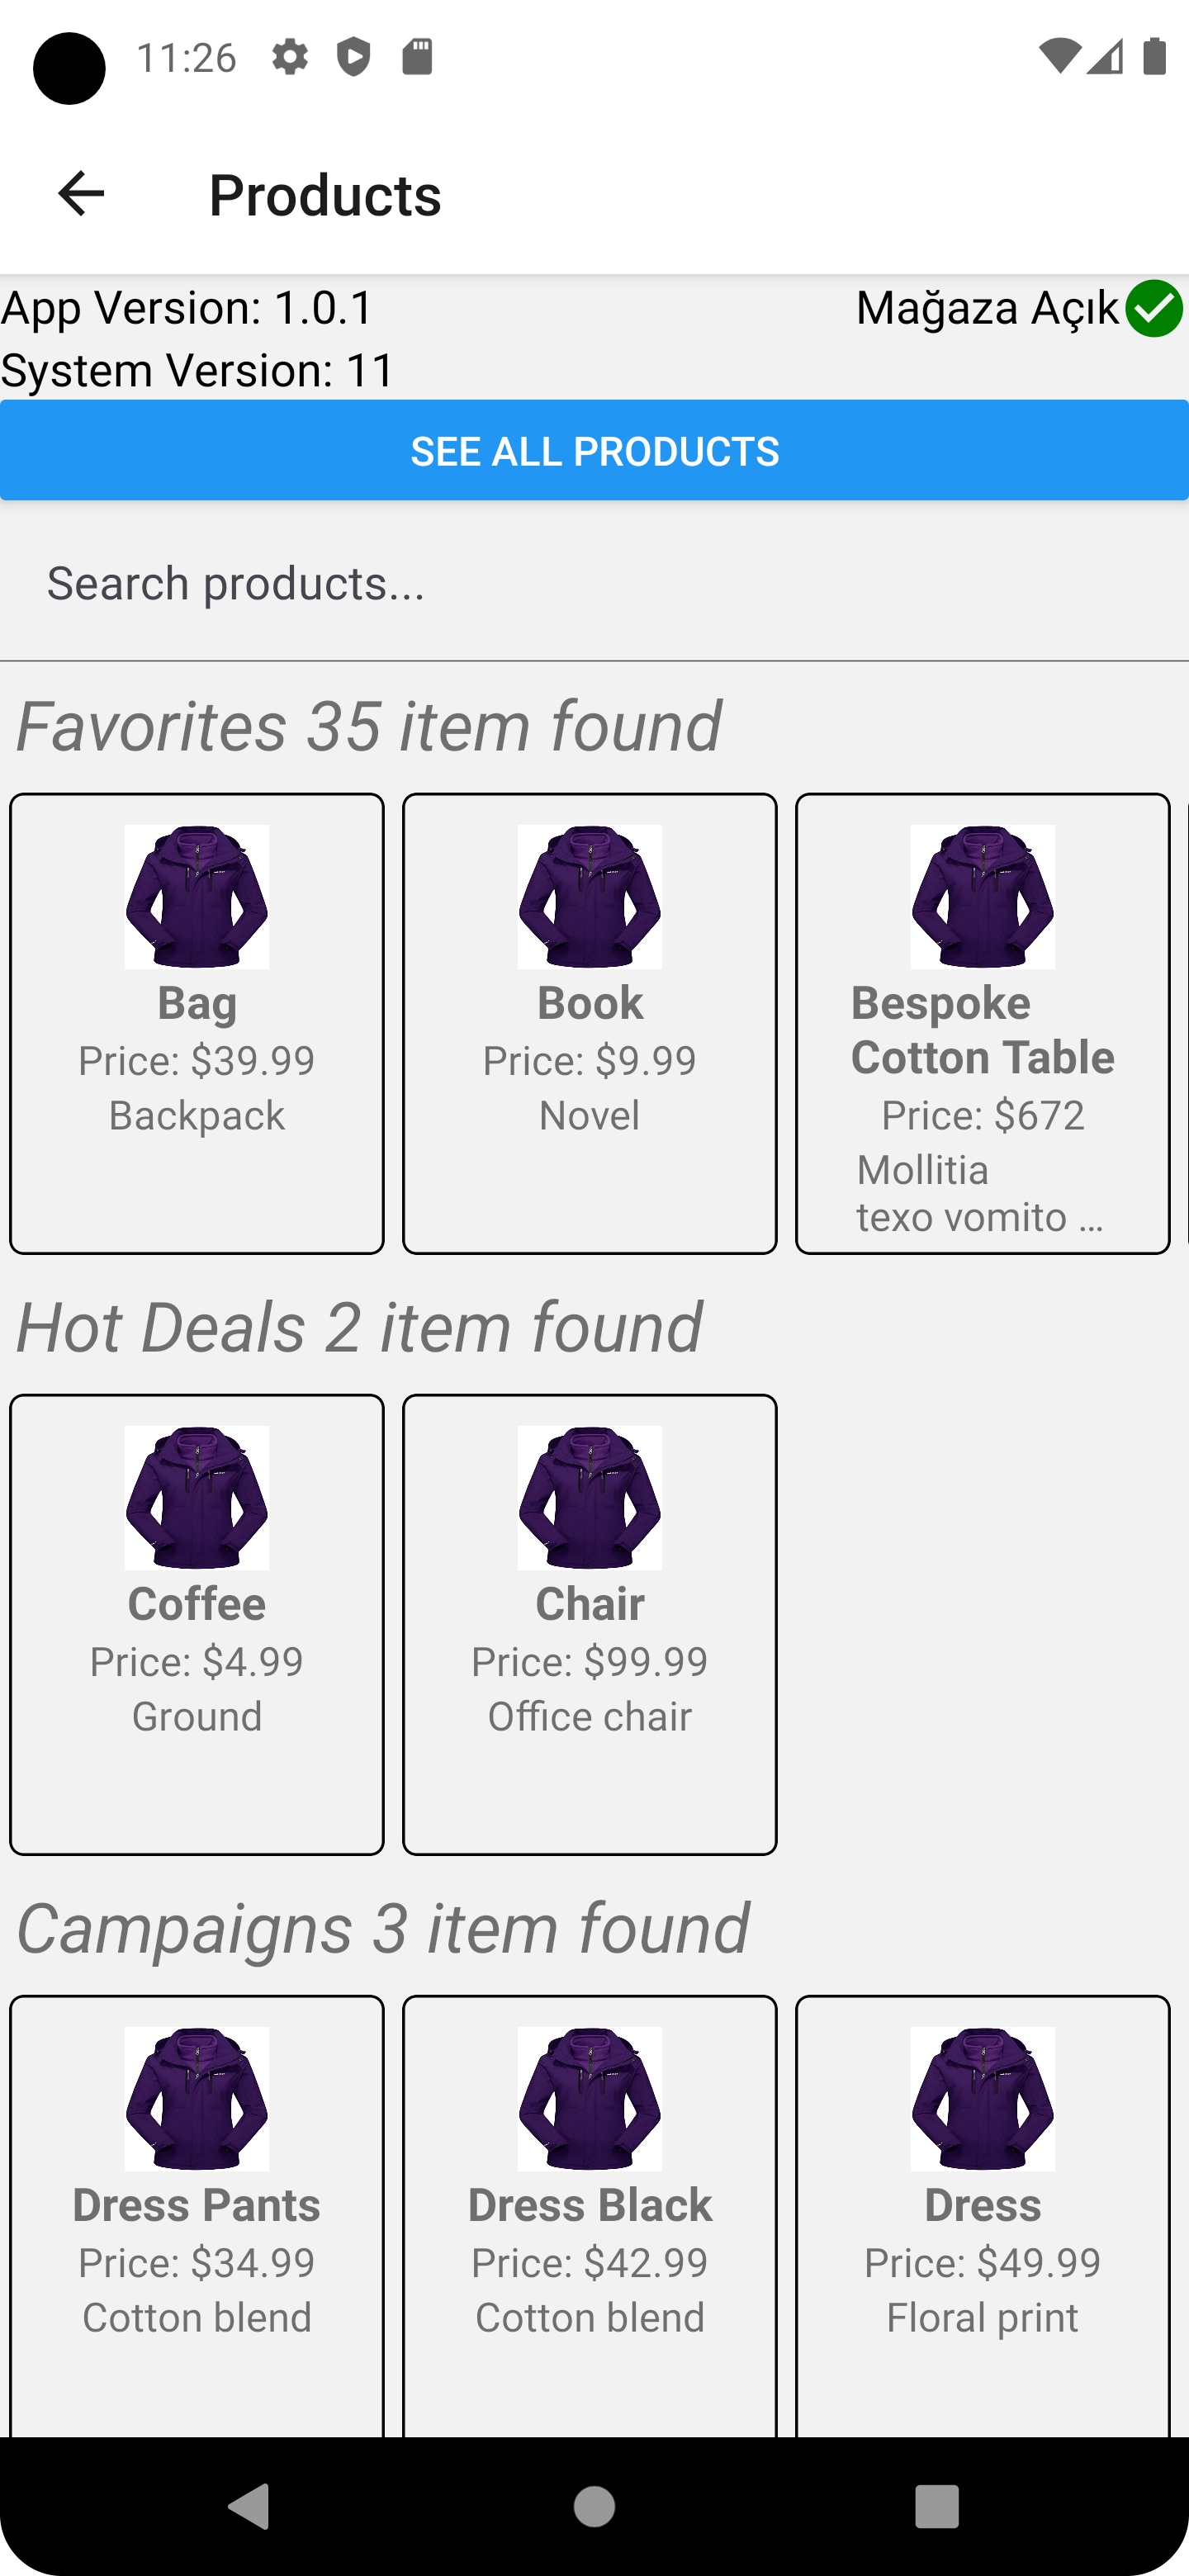 11:26
Products
App Version: 1.0.1
Mağaza Açık
System Version: 11
SEE ALL PRODUCTS
Search products...
Favorites 35 item found
Bag
Price: $39.99
Backpack
Book
Price: $9.99
Novel
Bespoke
Cotton Table
Price: $672
Mollitia
texo vomito ...
Hot Deals 2 item found
Coffee
Price: $4.99
Ground
Chair
Price: $99.99
Office chair
Campaigns 3 item found
Dress Pants
Price: $34.99
Cotton blend
Dress Black
Price: $42.99
Cotton blend
Dress
Price: $49.99
Floral print